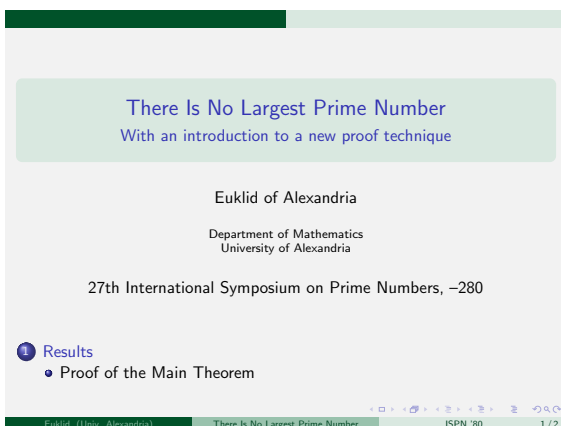 There Is No Largest Prime Number
With an introduction to a new proof technique
Euklid of Alexandria
Department of Mathematics
University of Alexandria
27th International Symposium on Prime Numbers, –280
1 Results
Proof of the Main Theorem
Euklid (Univ. Alexandria) There Is No Largest Prime Number ISPN '80 1 / 2